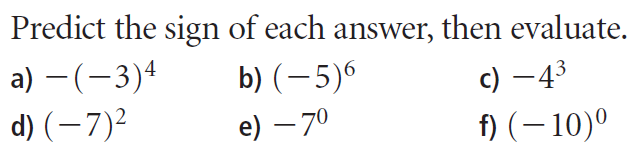 Predict the sign of each answer, then evaluate.
a) −(−3)⁴ b) (−5)⁶ c) −4³
d) (−7)² e) −7⁰ f) (−10)⁰